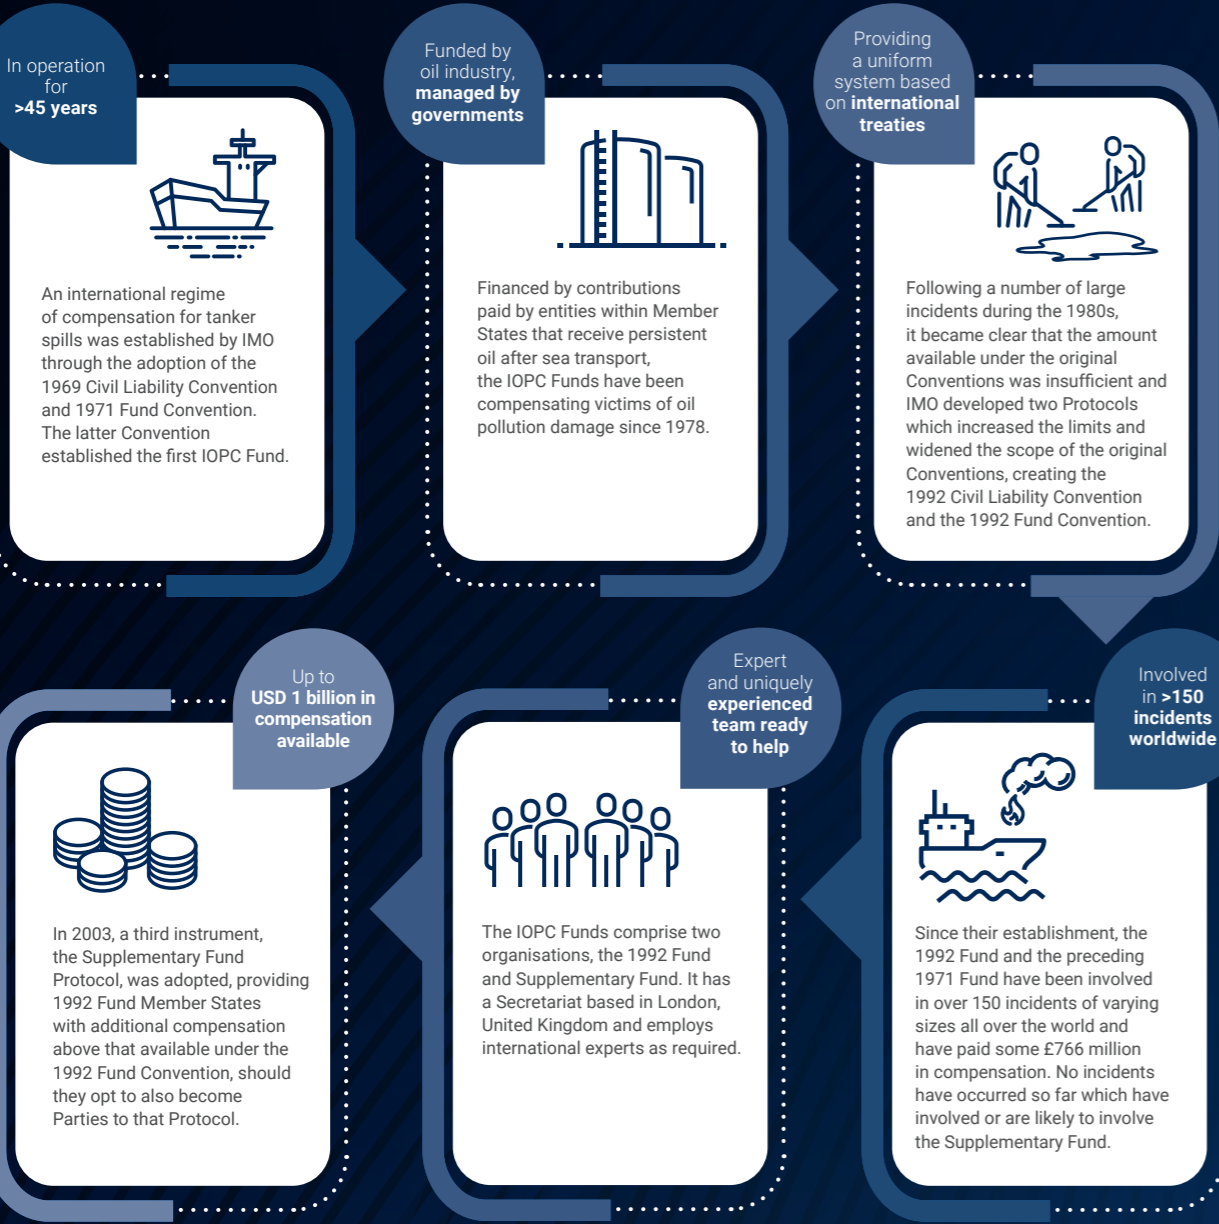 In operation
for
>45 years
An international regime
of compensation for tanker
spills was established by IMO
through the adoption of the
1969 Civil Liability Convention
and 1971 Fund Convention.
The latter Convention
established the first IOPC Fund.
Funded by
oil industry,
managed by
governments
Financed by contributions
paid by entities within Member
States that receive persistent
oil after sea transport,
the IOPC Funds have been
compensating victims of oil
pollution damage since 1978.
Providing
a uniform
system based
on international
treaties
Following a number of large
incidents during the 1980s,
it became clear that the amount
available under the original
Conventions was insufficient and
IMO developed two Protocols
which increased the limits and
widened the scope of the original
Conventions, creating the
1992 Civil Liability Convention
and the 1992 Fund Convention.
Involved
in >150
incidents
worldwide
Since their establishment, the
1992 Fund and the preceding
1971 Fund have been involved
in over 150 incidents of varying
sizes all over the world and
have paid some £766 million
in compensation. No incidents
have occurred so far which have
involved or are likely to involve
the Supplementary Fund.
Expert
and uniquely
experienced
team ready
to help
The IOPC Funds comprise two
organisations, the 1992 Fund
and Supplementary Fund. It has
a Secretariat based in London,
United Kingdom and employs
international experts as required.
Up to
USD 1 billion in
compensation
available
In 2003, a third instrument,
the Supplementary Fund
Protocol, was adopted, providing
1992 Fund Member States
with additional compensation
above that available under the
1992 Fund Convention, should
they opt to also become
Parties to that Protocol.